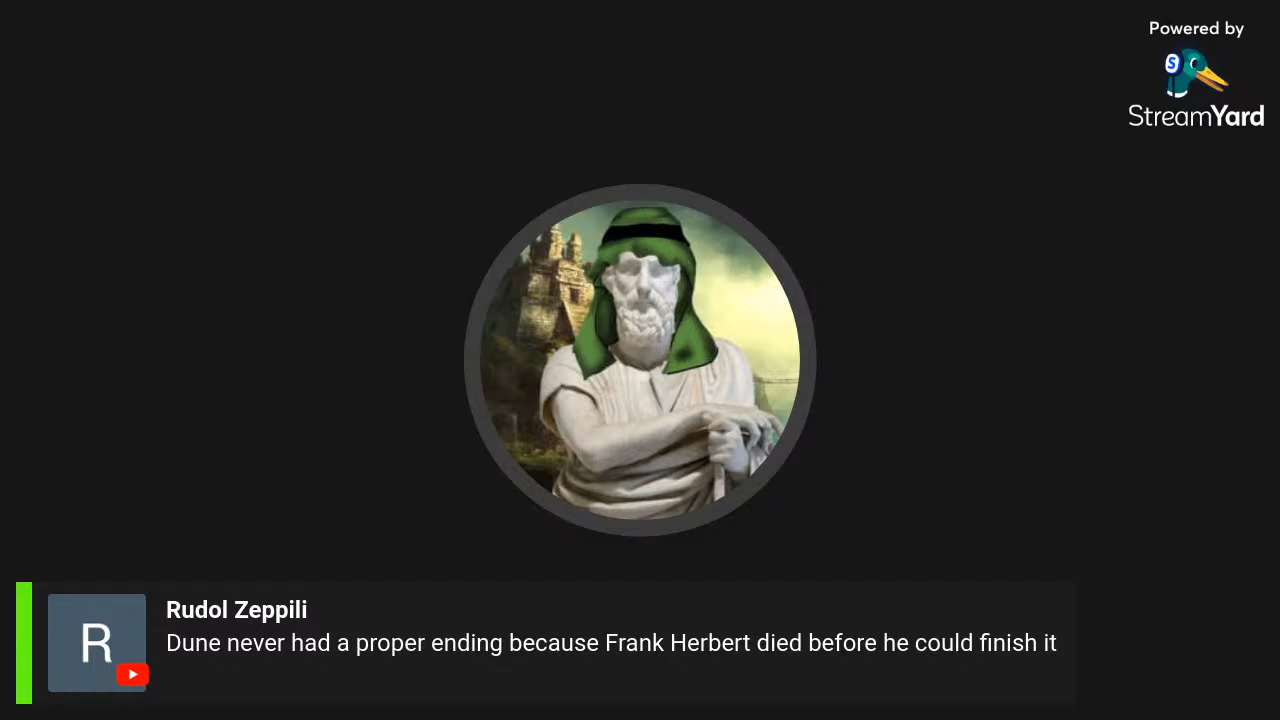 Powered by
S
StreamYard
R
Rudol Zeppili
Dune never had a proper ending because Frank Herbert died before he could finish it